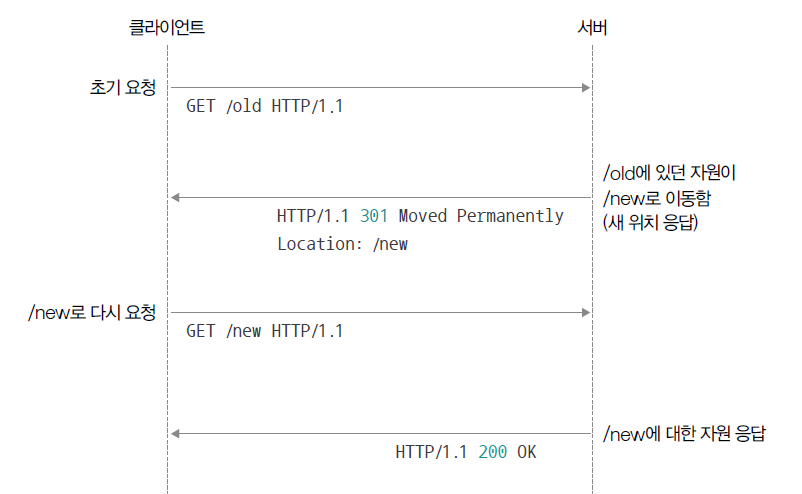 클라이언트
서버
초기 요청
GET /old HTTP/1.1
/old에 있던 자원이
/new로 이동함
(새 위치 응답)
HTTP/1.1 301 Moved Permanently
Location: /new
/new로 다시 요청
GET /new HTTP/1.1
/new에 대한 자원 응답
HTTP/1.1 200 OK